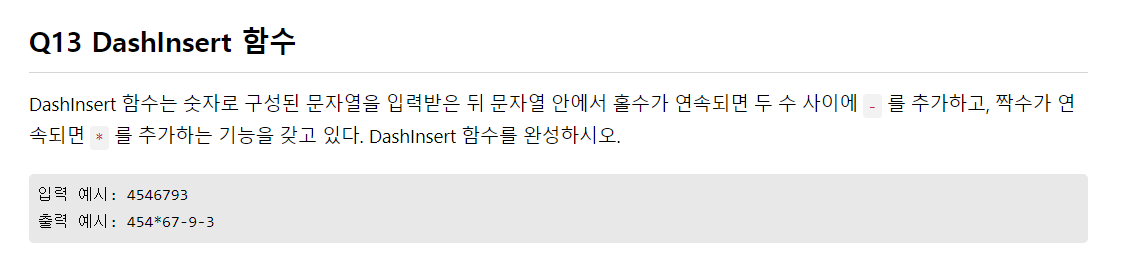 Q13 DashInsert 함수
DashInsert 함수는 숫자로 구성된 문자열을 입력받은 뒤 문자열 안에서 홀수가 연속되면 두 수 사이에 - 를 추가하고, 짝수가 연
속되면 * 를 추가하는 기능을 갖고 있다. DashInsert 함수를 완성하시오.
입력 예시: 4546793
출력 예시: 454*67-9-3